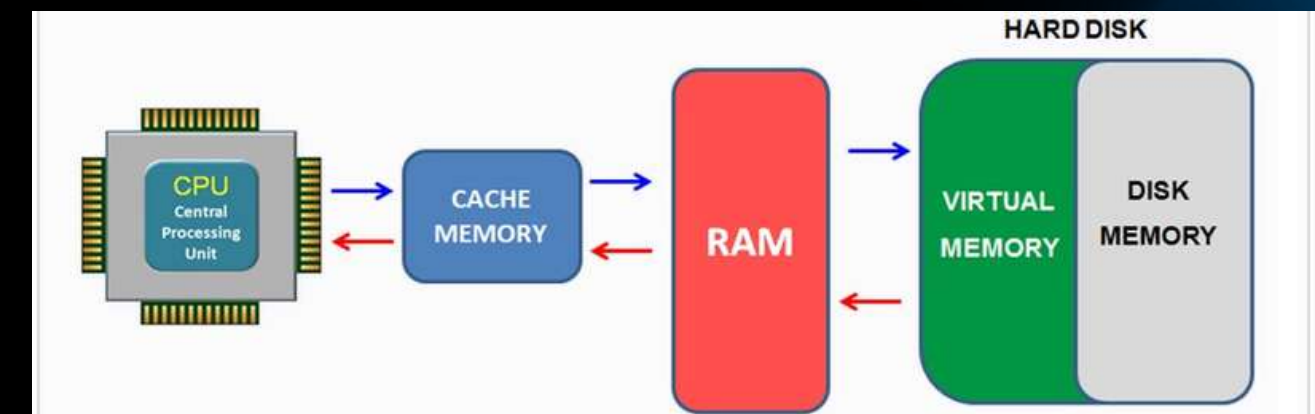 HARD DISK
CPU
Central
Processing
Unit
CACHE
MEMORY
RAM
VIRTUAL
MEMORY
DISK
MEMORY